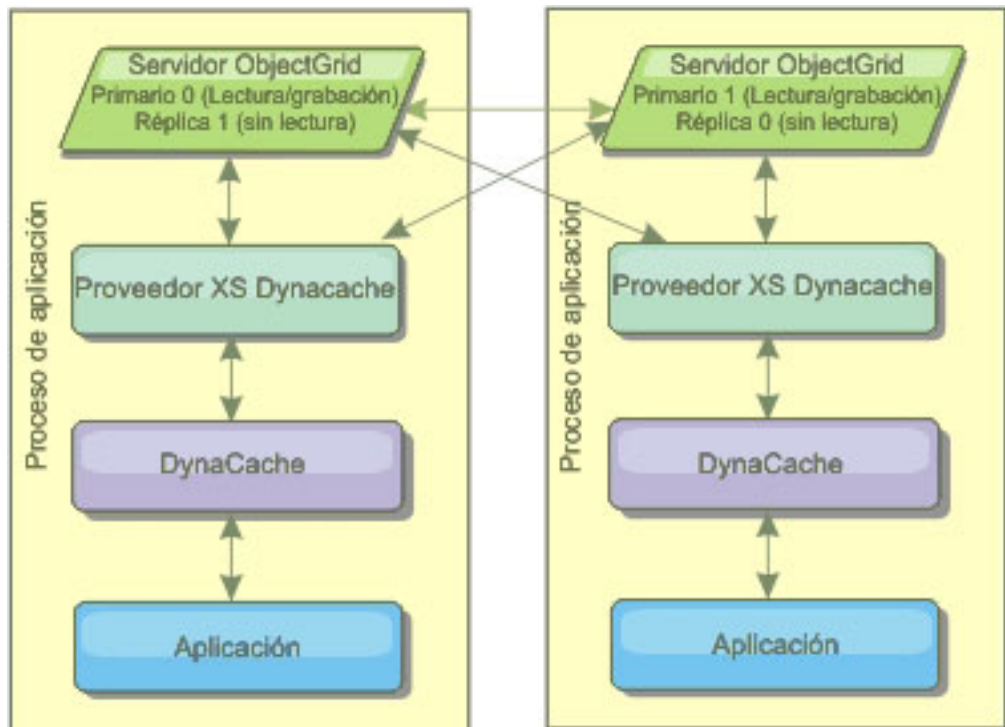 Servidor ObjectGrid
Primario 0 (Lectura/grabación)
Réplica 1 (sin lectura)
Proveedor XS Dynacache
DynaCache
Aplicación
Proceso de aplicación
Servidor ObjectGrid
Primario 1 (Lectura/grabación)
Réplica 0 (sin lectura)
Proveedor XS Dynacache
DynaCache
Aplicación
Proceso de aplicación